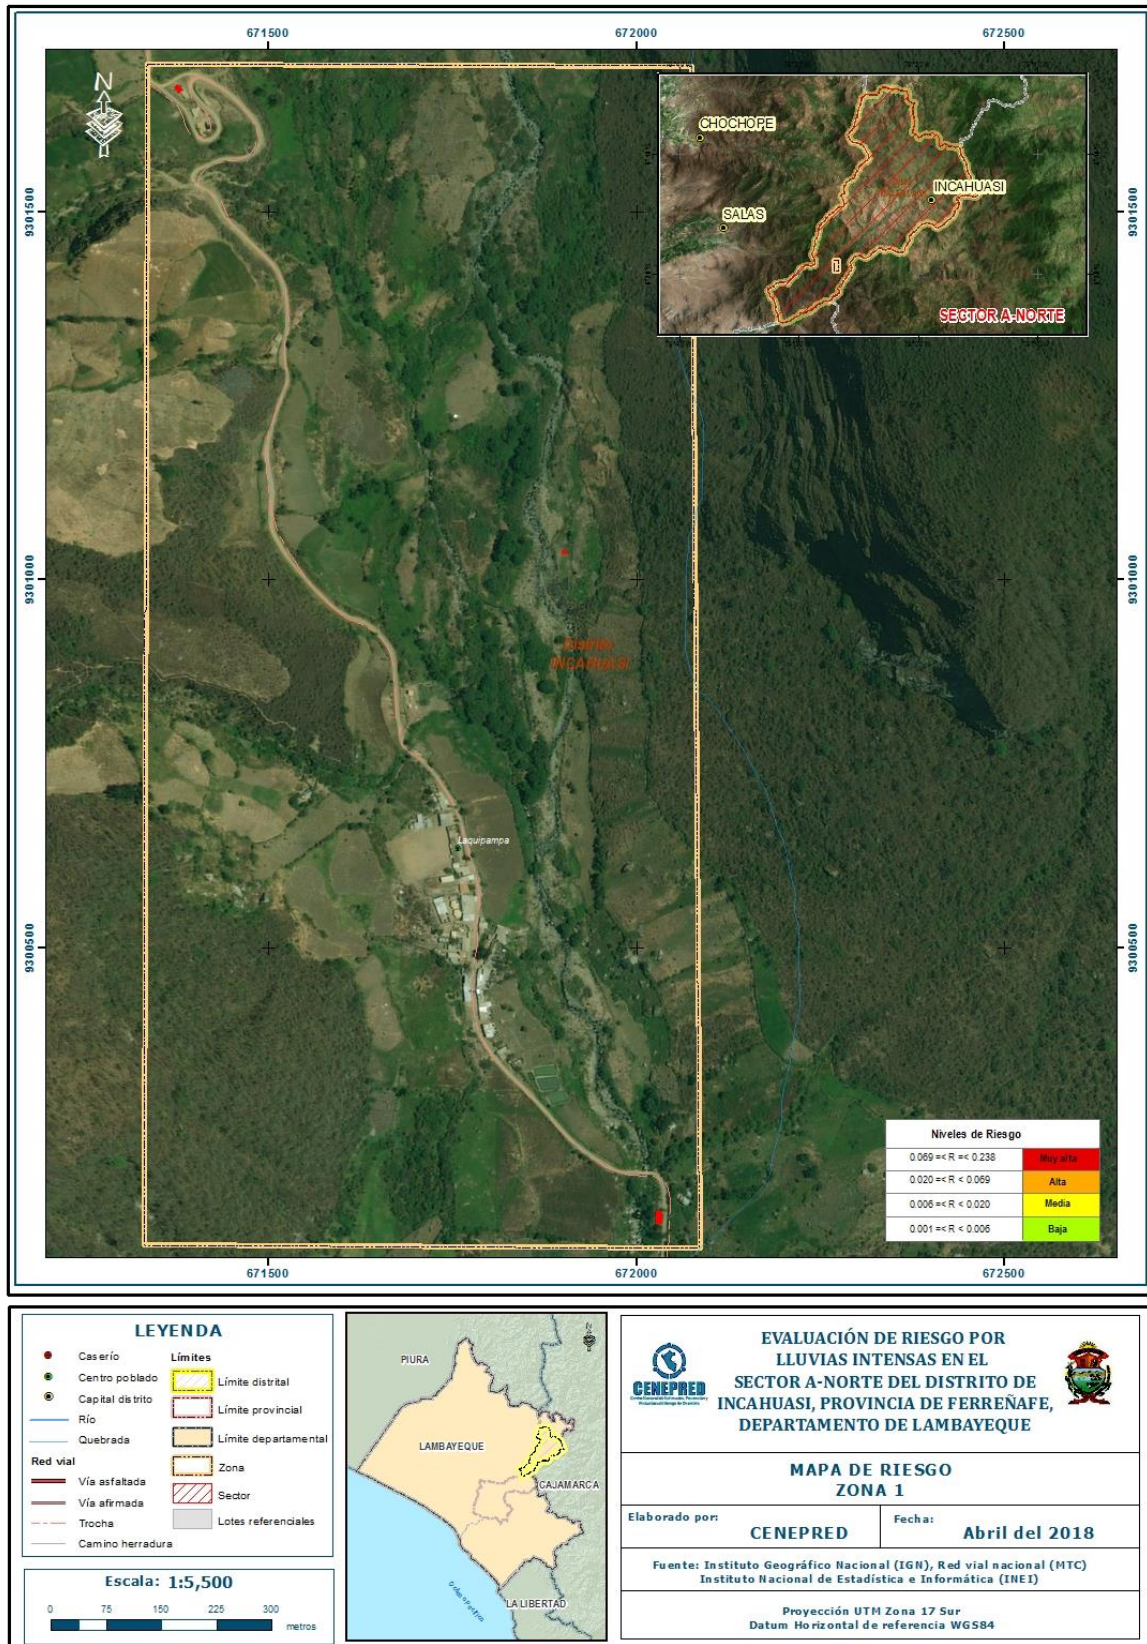 671500
672000
672500
N
CHOCHOPE
INCAHUASI
SALAS
SECTOR A-NORTE
9301500
9301500
9301000
9301000
Distrito
INCAHUASI
Laquipampa
9300500
9300500
Niveles de Riesgo
0.069 =< R =< 0.238 Muy alta
0.020 =< R < 0.069 Alta
0.006 =< R < 0.020 Media
0.001 =< R < 0.006 Baja
671500
672000
672500
LEYENDA
Caserío
Centro poblado
Capital distrito
Río
Quebrada
Red vial
Vía asfaltada
Vía afirmada
Trocha
Camino herradura
Límites
Límite distrital
Límite provincial
Límite departamental
Zona
Sector
Lotes referenciales
Escala: 1:5,500
0 75 150 225 300
metros
PIURA
LAMBAYEQUE
CAJAMARCA
LA LIBERTAD
CENEPRED
EVALUACIÓN DE RIESGO POR
LLUVIAS INTENSAS EN EL
SECTOR A-NORTE DEL DISTRITO DE
INCAHUASI, PROVINCIA DE FERREÑAFE,
DEPARTAMENTO DE LAMBAYEQUE
MAPA DE RIESGO
ZONA 1
Elaborado por:
CENEPRED
Fecha:
Abril del 2018
Fuente: Instituto Geográfico Nacional (IGN), Red vial nacional (MTC)
Instituto Nacional de Estadística e Informática (INEI)
Proyección UTM Zona 17 Sur
Datum Horizontal de referencia WGS84